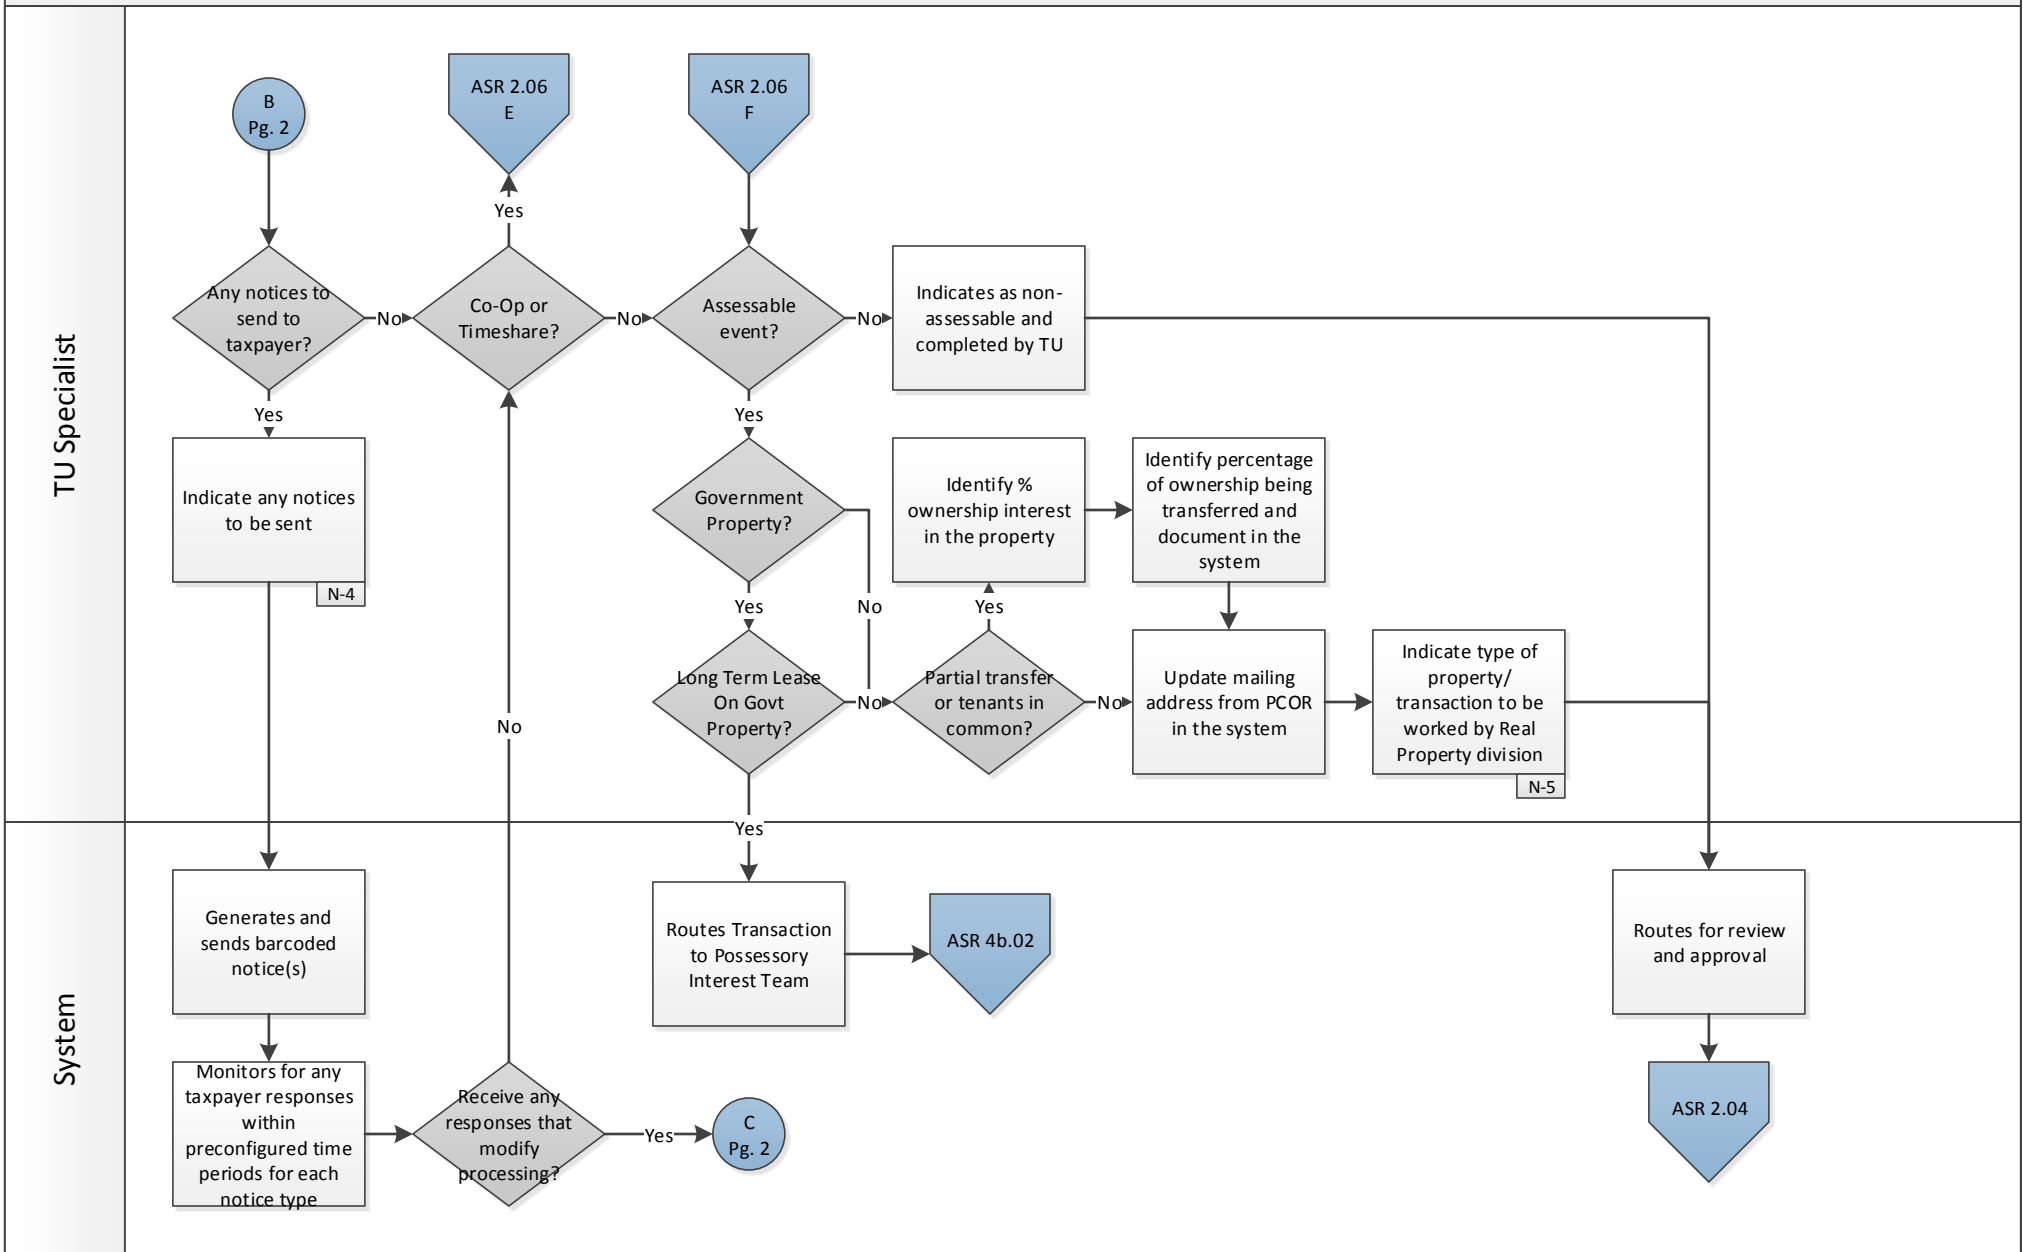 TU Specialist
B
Pg. 2
ASR 2.06
E
ASR 2.06
F
Yes
Any notices to
send to
taxpayer?
No
Co-Op or
Timeshare?
No
Assessable
event?
No
Indicates as non-
assessable and
completed by TU
Yes
Yes
Indicate any notices
to be sent
N-4
Government
Property?
Identify %
ownership interest
in the property
Identify percentage
of ownership being
transferred and
document in the
system
Yes
No
Yes
Long Term Lease
On Govt
Property?
No
Partial transfer
or tenants in
common?
No
Update mailing
address from PCOR
in the system
Indicate type of
property/
transaction to be
worked by Real
Property division
N-5
No
Yes
System
Generates and
sends barcoded
notice(s)
Routes Transaction
to Possessory
Interest Team
ASR 4b.02
Routes for review
and approval
Monitors for any
taxpayer responses
within
preconfigured time
periods for each
notice type
Receive any
responses that
modify
processing?
Yes
C
Pg. 2
ASR 2.04